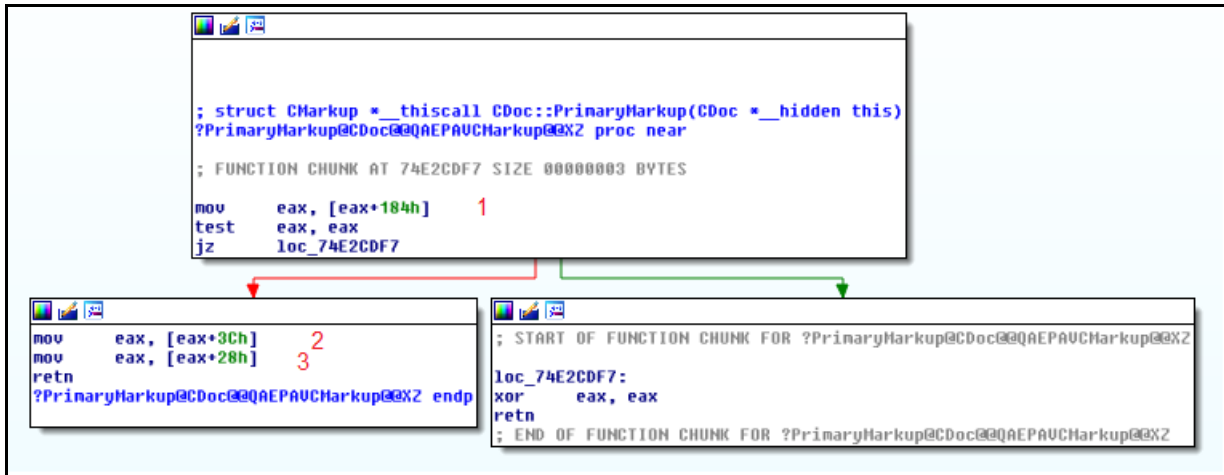 ; struct CMarkup *__thiscall CDoc::PrimaryMarkup(CDoc *__hidden this)
?PrimaryMarkup@CDoc@@QAEPAVCMarkup@@XZ proc near
; FUNCTION CHUNK AT 74E2CDF7 SIZE 00000003 BYTES
mov eax, [eax+184h] 1
test eax, eax
jz loc_74E2CDF7
mov eax, [eax+3Ch] 2
mov eax, [eax+28h] 3
retn
?PrimaryMarkup@CDoc@@QAEPAVCMarkup@@XZ endp
; START OF FUNCTION CHUNK FOR ?PrimaryMarkup@CDoc@@QAEPAVCMarkup@@XZ
loc_74E2CDF7:
xor eax, eax
retn
; END OF FUNCTION CHUNK FOR ?PrimaryMarkup@CDoc@@QAEPAVCMarkup@@XZ